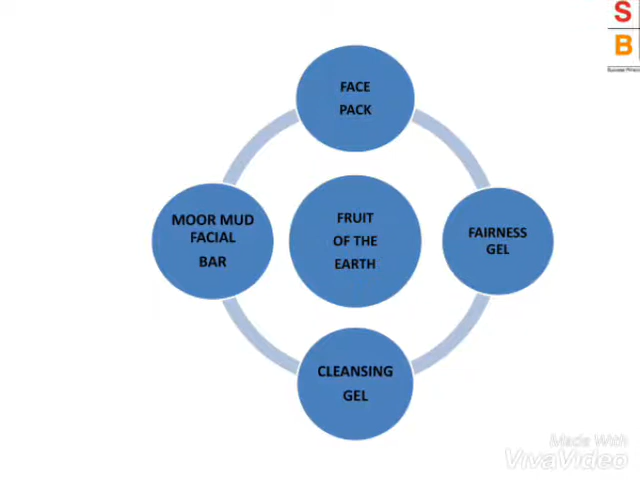 S
B
FACE
PACK
MOOR MUD
FACIAL
BAR
FRUIT
OF THE
EARTH
FAIRNESS
GEL
CLEANSING
GEL
Made With
VivaVideo